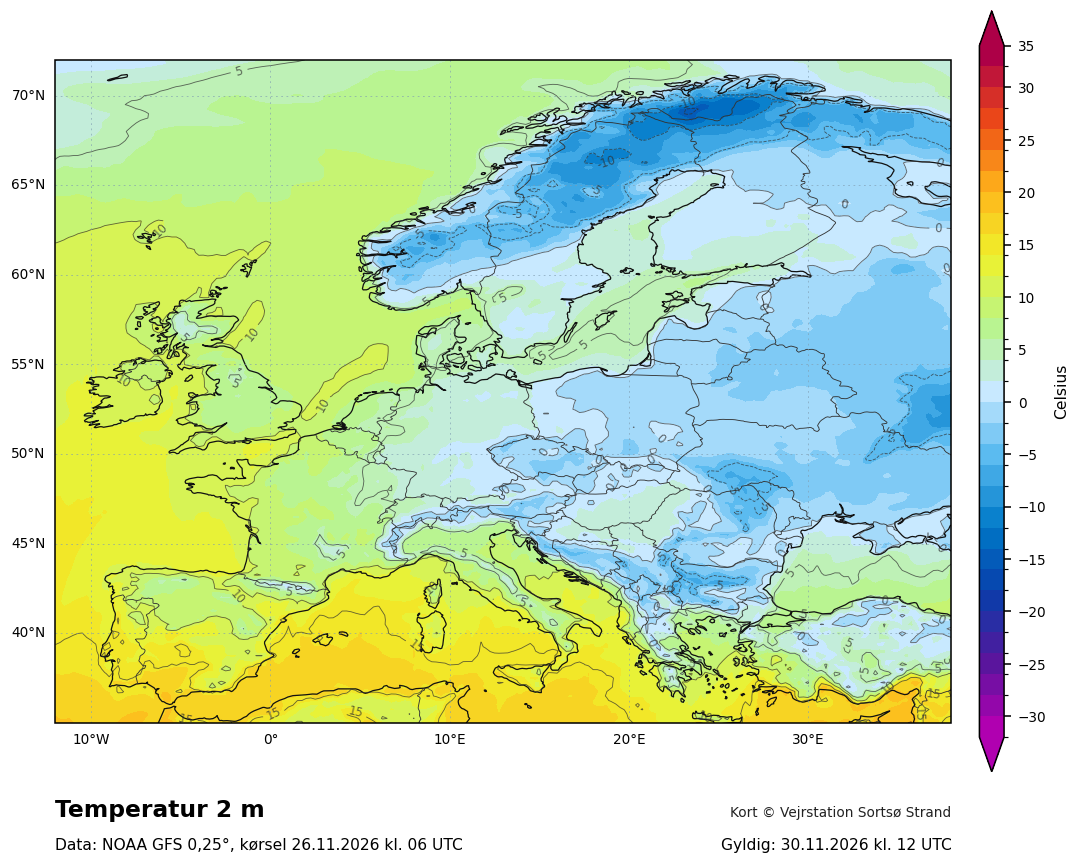 70°N
65°N
60°N
55°N
50°N
45°N
40°N
10°W
0°
10°E
20°E
30°E
35
30
25
20
15
10
5
0
−5
−10
−15
−20
−25
−30
Celsius
Temperatur 2 m
Kort © Vejrstation Sortsø Strand
Data: NOAA GFS 0,25°, kørsel 26.11.2026 kl. 06 UTC
Gyldig: 30.11.2026 kl. 12 UTC